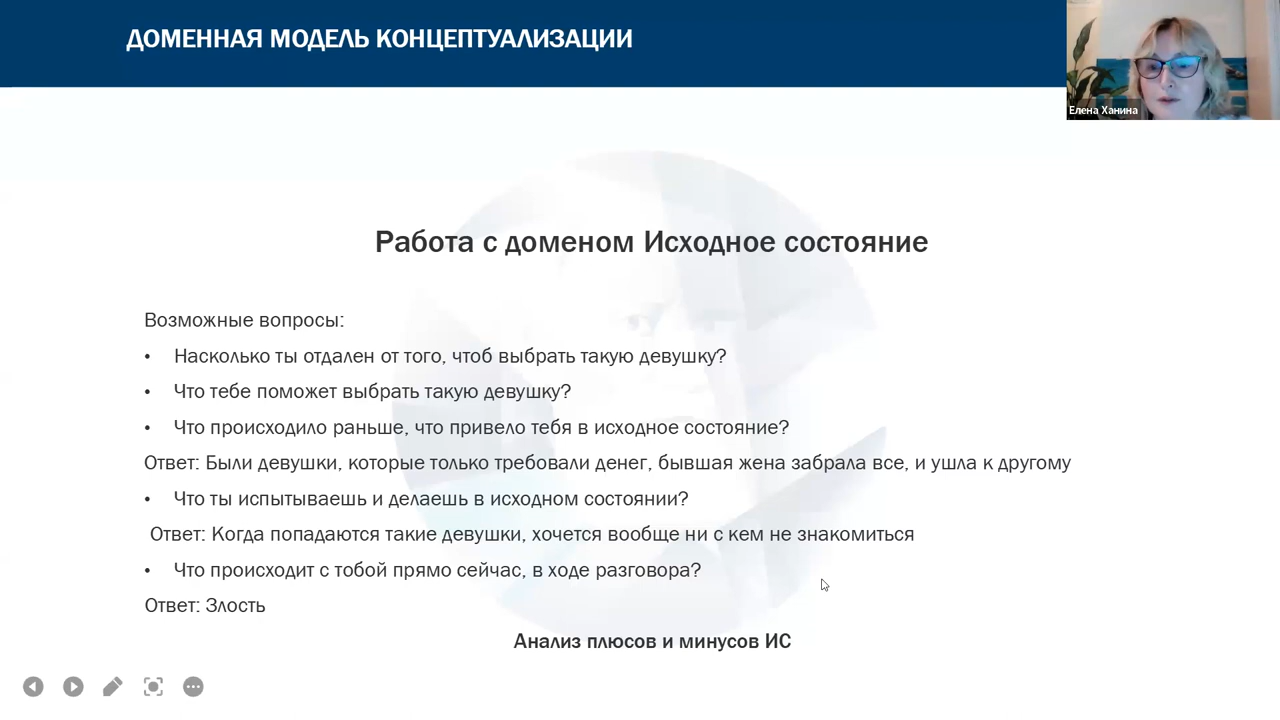 ДОМЕННАЯ МОДЕЛЬ КОНЦЕПТУАЛИЗАЦИИ
Елена Ханина
Работа с доменом Исходное состояние
Возможные вопросы:
• Насколько ты отдален от того, чтоб выбрать такую девушку?
• Что тебе поможет выбрать такую девушку?
• Что происходило раньше, что привело тебя в исходное состояние?
Ответ: Были девушки, которые только требовали денег, бывшая жена забрала все, и ушла к другому
• Что ты испытываешь и делаешь в исходном состоянии?
Ответ: Когда попадаются такие девушки, хочется вообще ни с кем не знакомиться
• Что происходит с тобой прямо сейчас, в ходе разговора?
Ответ: Злость
Анализ плюсов и минусов ИС